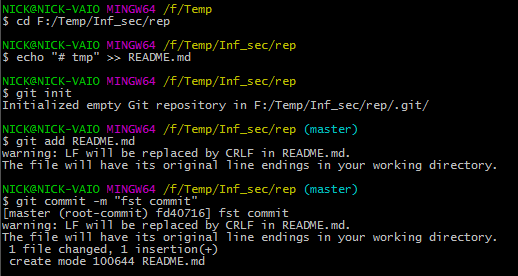 NICK@NICK-VAIO MINGW64 /f/Temp
$ cd F:/Temp/Inf_sec/rep
NICK@NICK-VAIO MINGW64 /f/Temp/Inf_sec/rep
$ echo "# tmp" >> README.md
NICK@NICK-VAIO MINGW64 /f/Temp/Inf_sec/rep
$ git init
Initialized empty Git repository in F:/Temp/Inf_sec/rep/.git/
NICK@NICK-VAIO MINGW64 /f/Temp/Inf_sec/rep (master)
$ git add README.md
warning: LF will be replaced by CRLF in README.md.
The file will have its original line endings in your working directory.
NICK@NICK-VAIO MINGW64 /f/Temp/Inf_sec/rep (master)
$ git commit -m "fst commit"
[master (root-commit) fd40716] fst commit
warning: LF will be replaced by CRLF in README.md.
The file will have its original line endings in your working directory.
1 file changed, 1 insertion(+)
create mode 100644 README.md